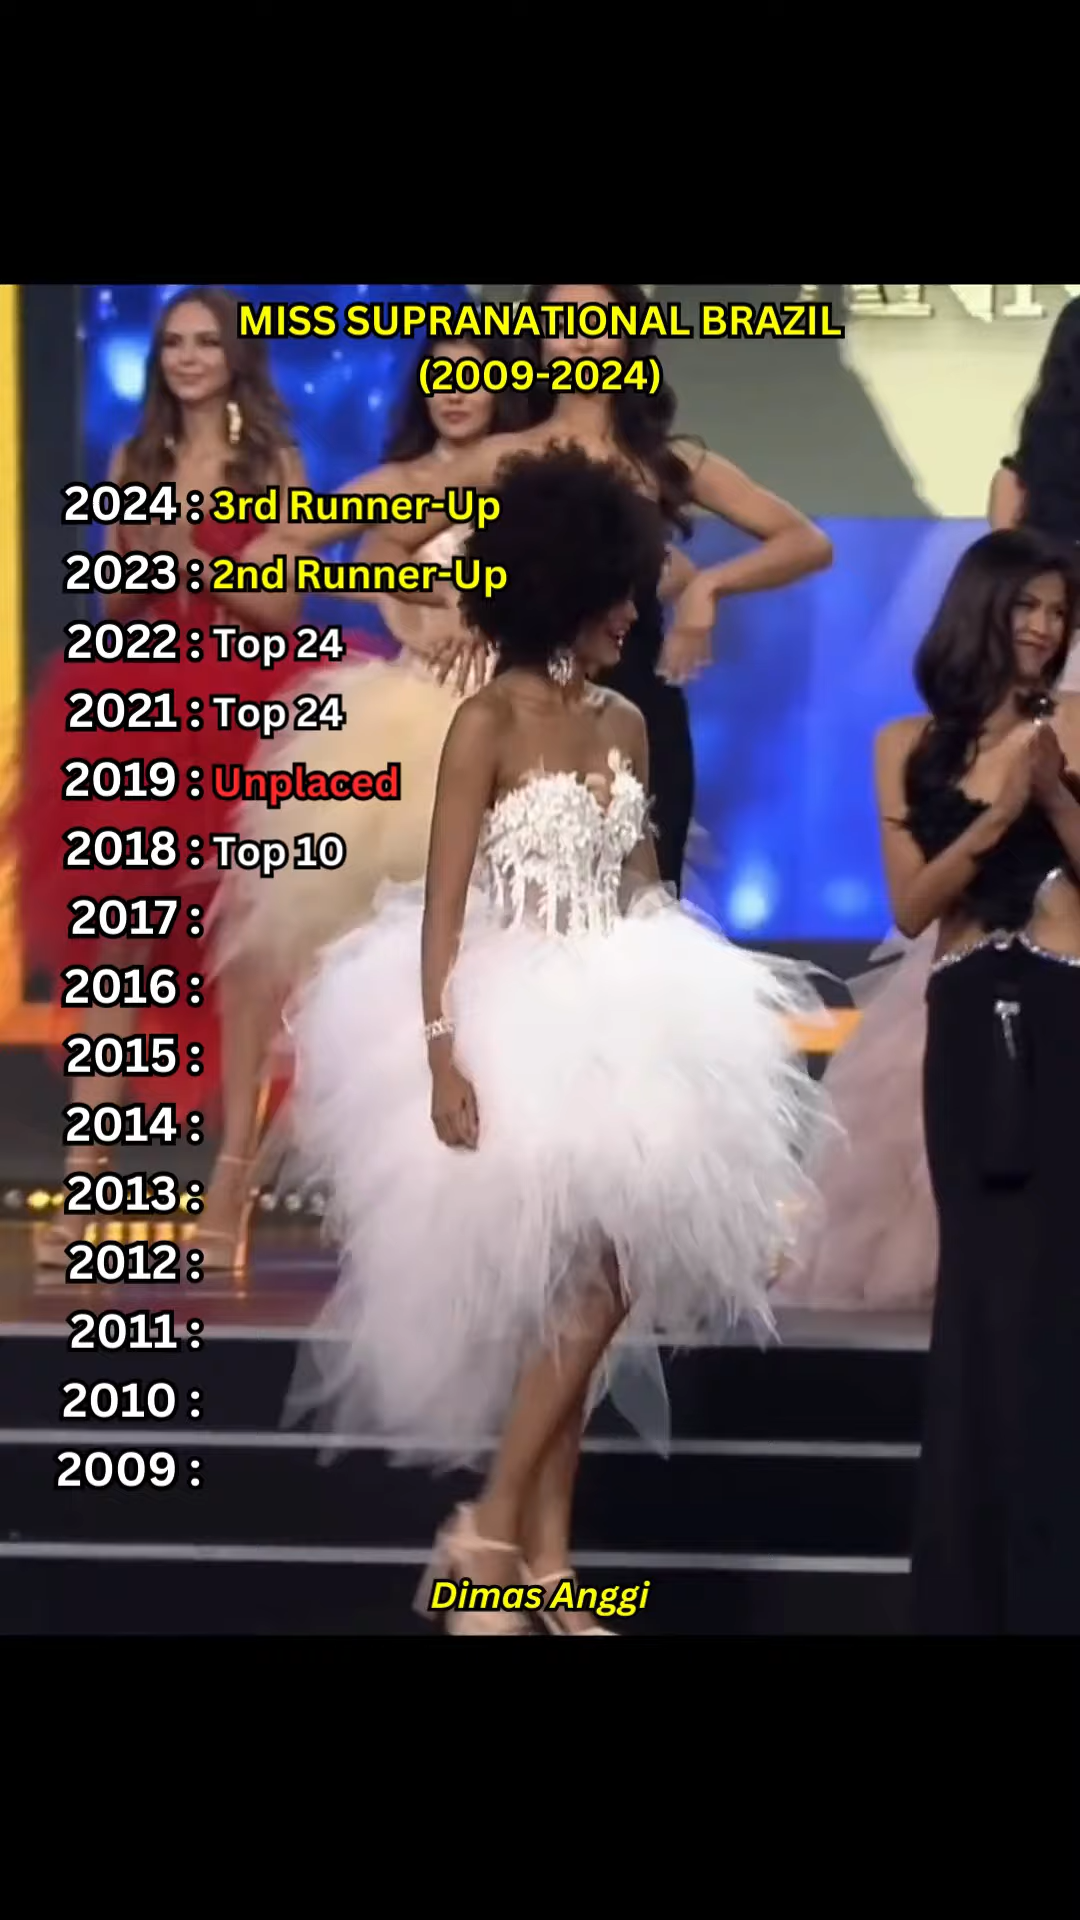 MISS SUPRANATIONAL BRAZIL
(2009-2024)
2024 : 3rd Runner-Up
2023 : 2nd Runner-Up
2022 : Top 24
2021 : Top 24
2019 : Unplaced
2018 : Top 10
2017 :
2016 :
2015 :
2014 :
2013 :
2012 :
2011 :
2010 :
2009 :
Dimas Anggi